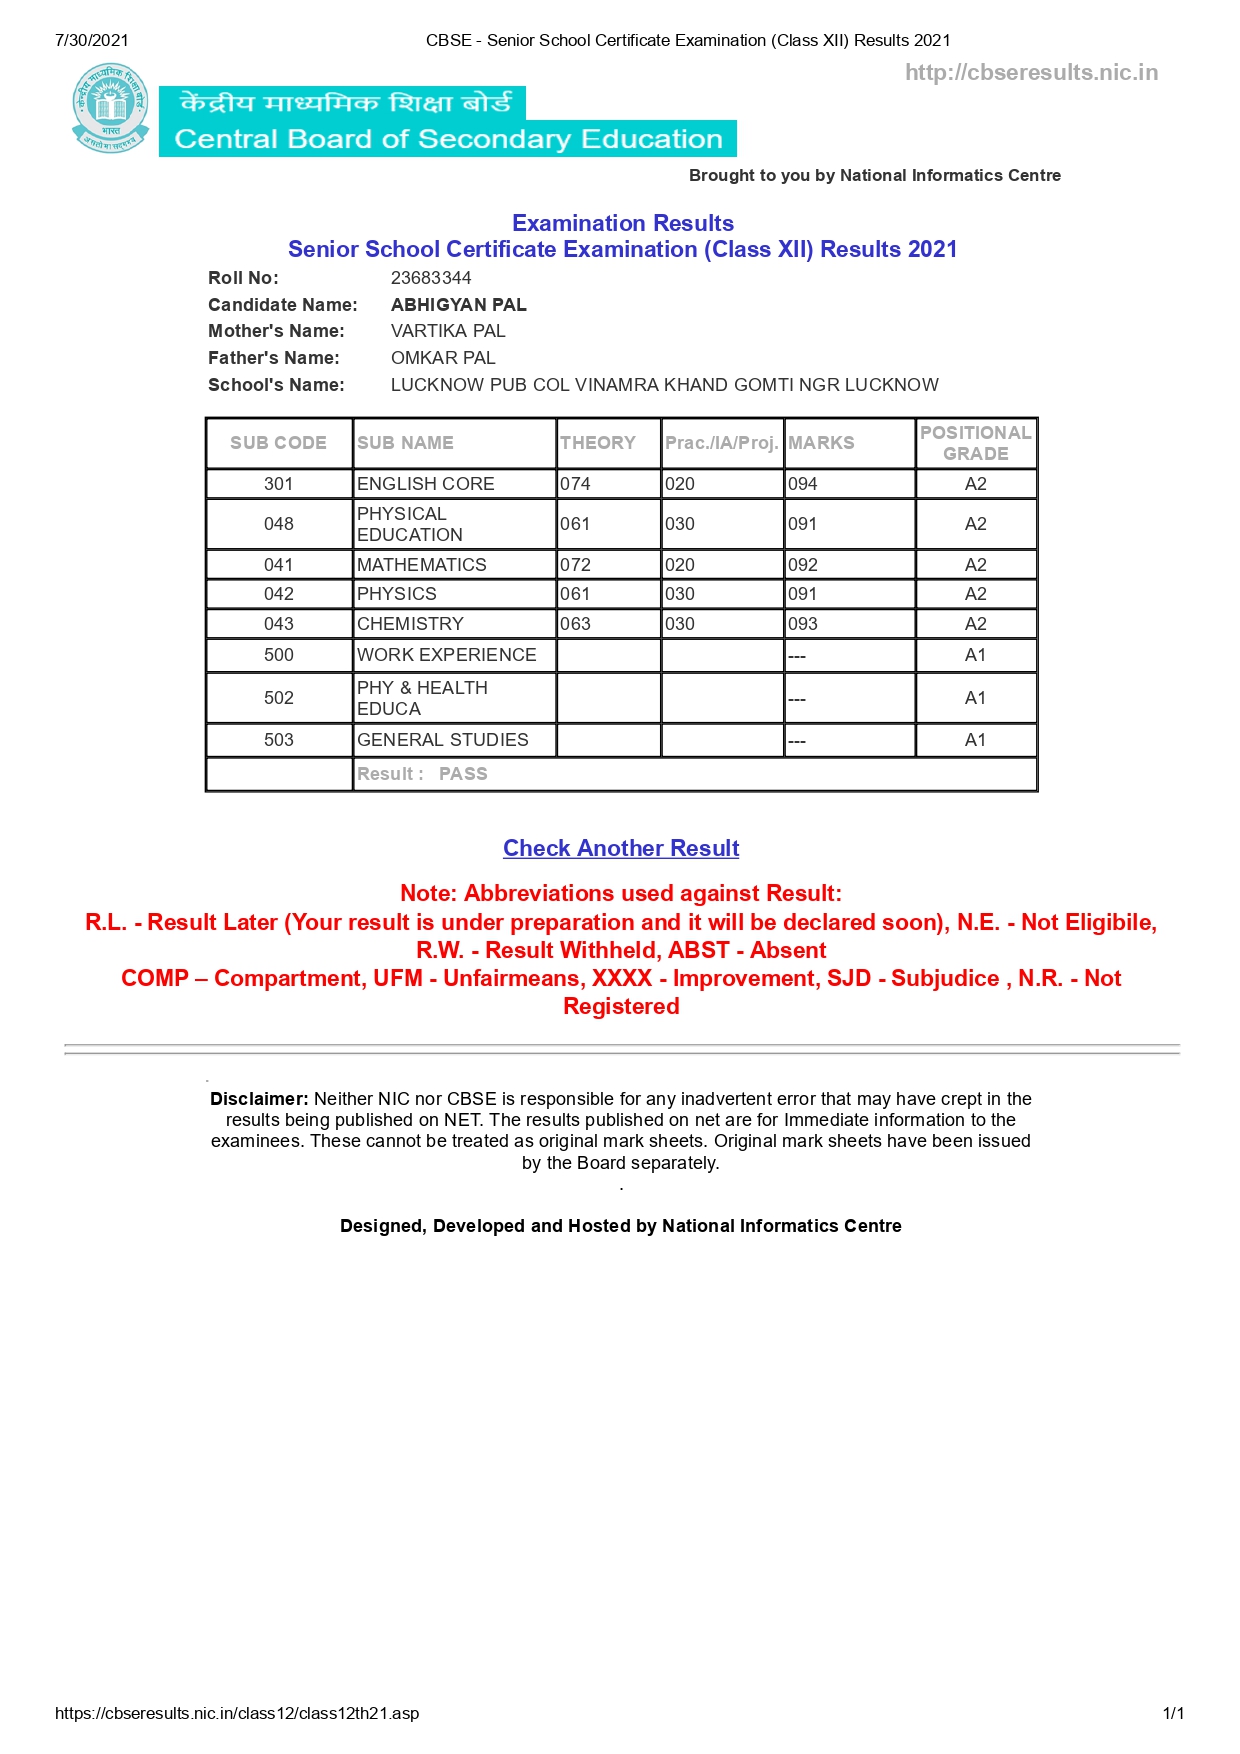 7/30/2021 CBSE - Senior School Certificate Examination (Class XII) Results 2021
http://cbseresults.nic.in
केन्द्रीय माध्यमिक शिक्षा बोर्ड
भारत
असतो मा सद्गमय
केंद्रीय माध्यमिक शिक्षा बोर्ड
Central Board of Secondary Education
Brought to you by National Informatics Centre
Examination Results
Senior School Certificate Examination (Class XII) Results 2021
Roll No: 23683344
Candidate Name: ABHIGYAN PAL
Mother's Name: VARTIKA PAL
Father's Name: OMKAR PAL
School's Name: LUCKNOW PUB COL VINAMRA KHAND GOMTI NGR LUCKNOW
SUB CODE SUB NAME THEORY Prac./IA/Proj. MARKS POSITIONAL
GRADE
301 ENGLISH CORE 074 020 094 A2
048 PHYSICAL
EDUCATION 061 030 091 A2
041 MATHEMATICS 072 020 092 A2
042 PHYSICS 061 030 091 A2
043 CHEMISTRY 063 030 093 A2
500 WORK EXPERIENCE --- A1
502 PHY & HEALTH
EDUCA --- A1
503 GENERAL STUDIES --- A1
Result : PASS
Check Another Result
Note: Abbreviations used against Result:
R.L. - Result Later (Your result is under preparation and it will be declared soon), N.E. - Not Eligibile,
R.W. - Result Withheld, ABST - Absent
COMP – Compartment, UFM - Unfairmeans, XXXX - Improvement, SJD - Subjudice , N.R. - Not
Registered
Disclaimer: Neither NIC nor CBSE is responsible for any inadvertent error that may have crept in the
results being published on NET. The results published on net are for Immediate information to the
examinees. These cannot be treated as original mark sheets. Original mark sheets have been issued
by the Board separately.
.
Designed, Developed and Hosted by National Informatics Centre
https://cbseresults.nic.in/class12/class12th21.asp 1/1